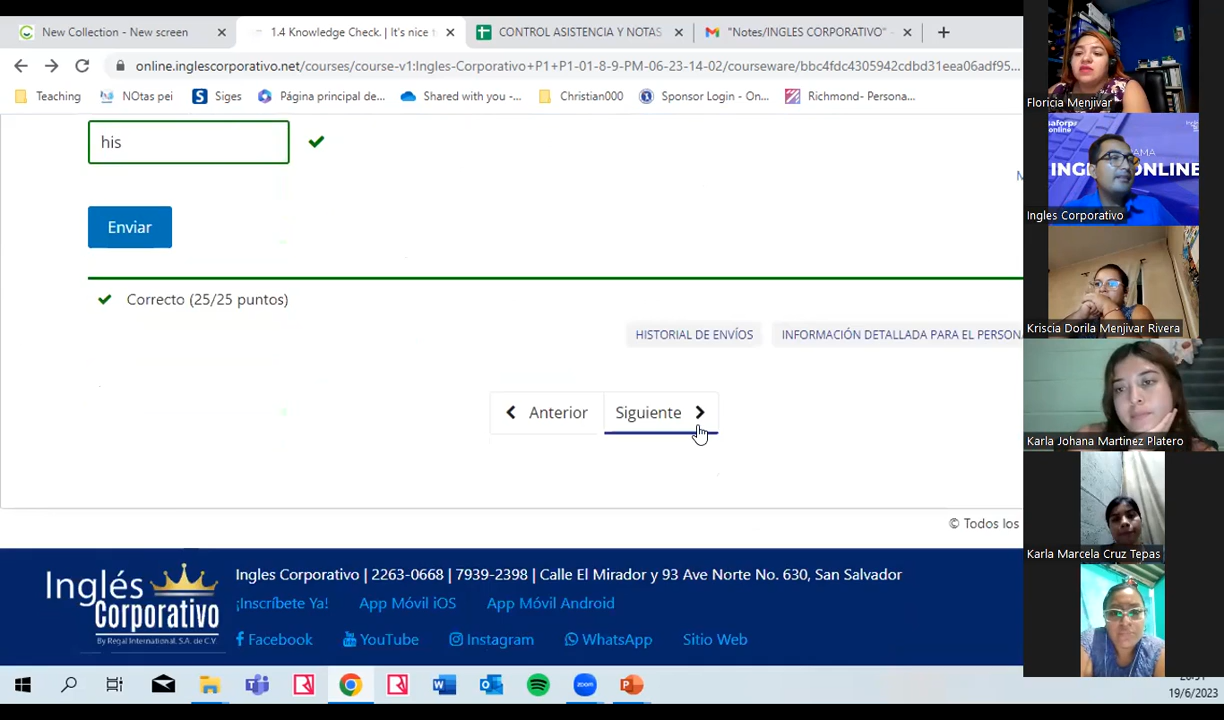 New Collection - New screen
1.4 Knowledge Check. | It's nice t
CONTROL ASISTENCIA Y NOTAS
"Notes/INGLES CORPORATIVO" -
online.inglescorporativo.net/courses/course-v1:Ingles-Corporativo+P1+P1-01-8-9-PM-06-23-14-02/courseware/bbc4fdc4305942cdbd31eea06adf95...
Teaching
NOtas pei
Siges
Página principal de...
Shared with you -...
Christian000
Sponsor Login - On...
Richmond- Persona...
his
M
Enviar
Correcto (25/25 puntos)
HISTORIAL DE ENVÍOS
INFORMACIÓN DETALLADA PARA EL PERSONA
Anterior
Siguiente
© Todos los
Inglés
Corporativo
By Regal International, S.A. de C.V.
Ingles Corporativo | 2263-0668 | 7939-2398 | Calle El Mirador y 93 Ave Norte No. 630, San Salvador
¡Inscríbete Ya!
App Móvil iOS
App Móvil Android
Facebook
YouTube
Instagram
WhatsApp
Sitio Web
19/6/2023
Floricia Menjivar
online
Ingles Corporativo
Kriscia Dorila Menjivar Rivera
Karla Johana Martinez Platero
Karla Marcela Cruz Tepas